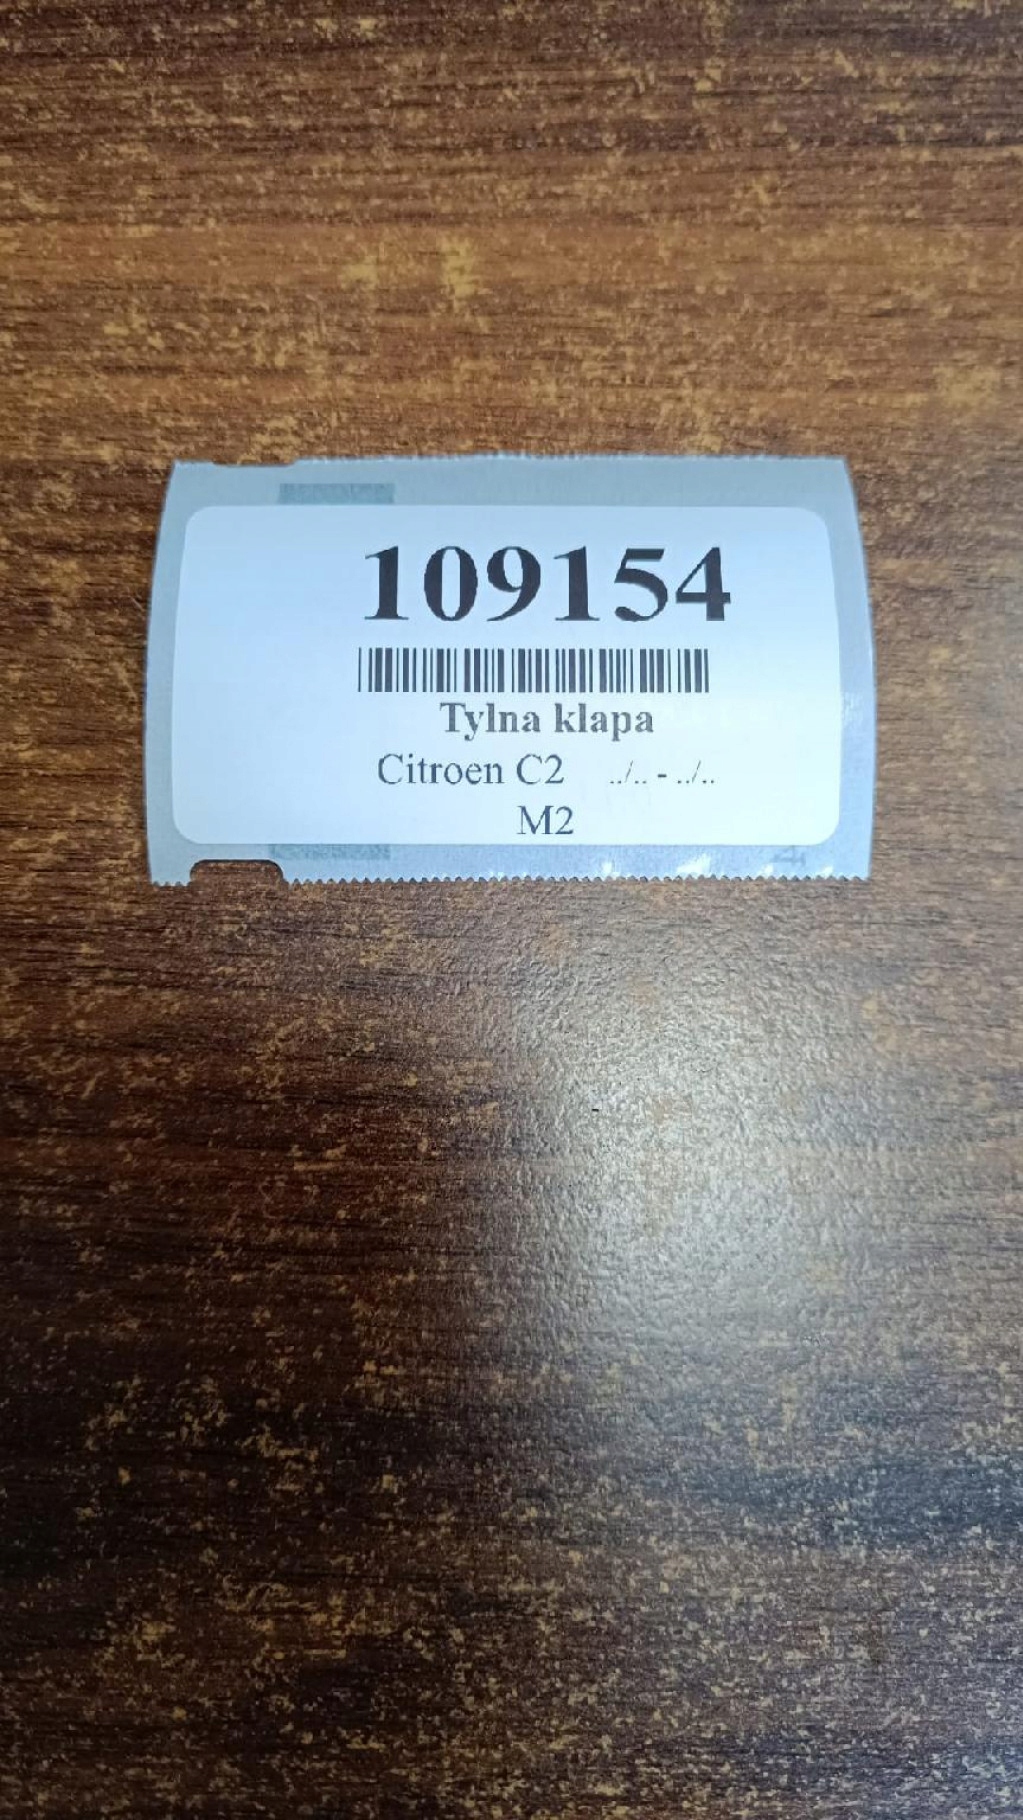 109154
Tylna klapa
Citroen C2 ../.. - ../..
M2